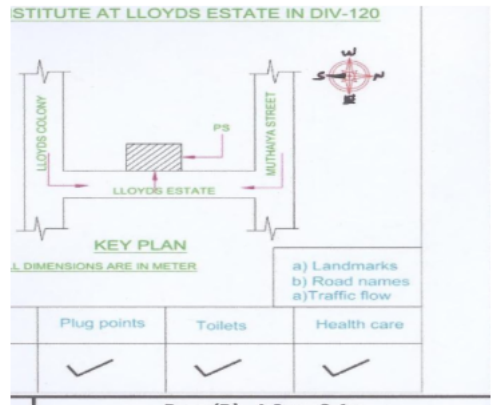 STITUTE AT LLOYDS ESTATE IN DIV-120
PS
LLOYDS COLONY
MUTHAIYA STREET
LLOYDS ESTATE
KEY PLAN
L DIMENSIONS ARE IN METER
a) Landmarks
b) Road names
a)Traffic flow
Plug points
Toilets
Health care